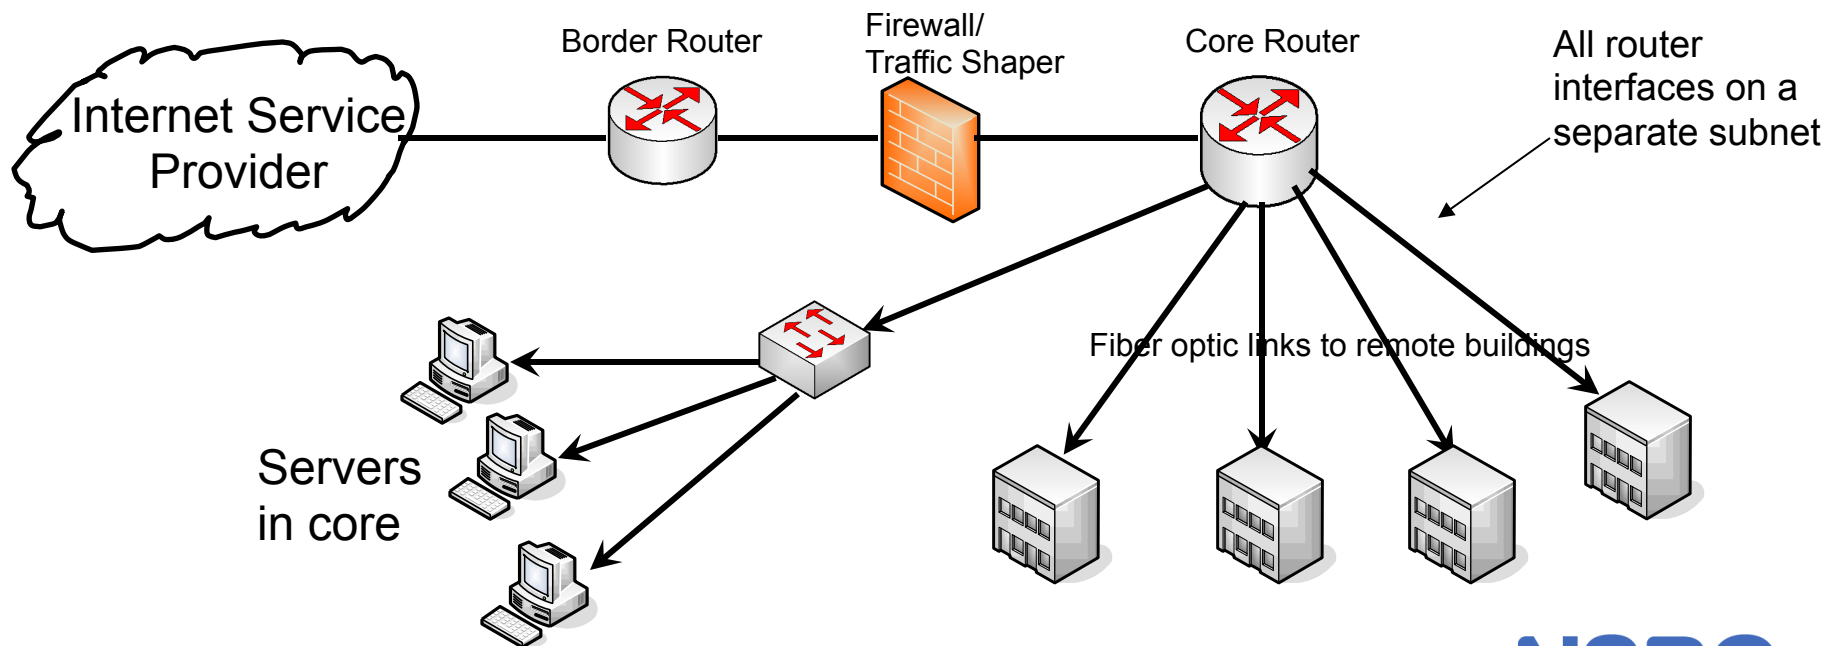 Firewall/
Traffic Shaper
Border Router
Core Router
All router
interfaces on a
separate subnet
Internet Service
Provider
Fiber optic links to remote buildings
Servers
in core